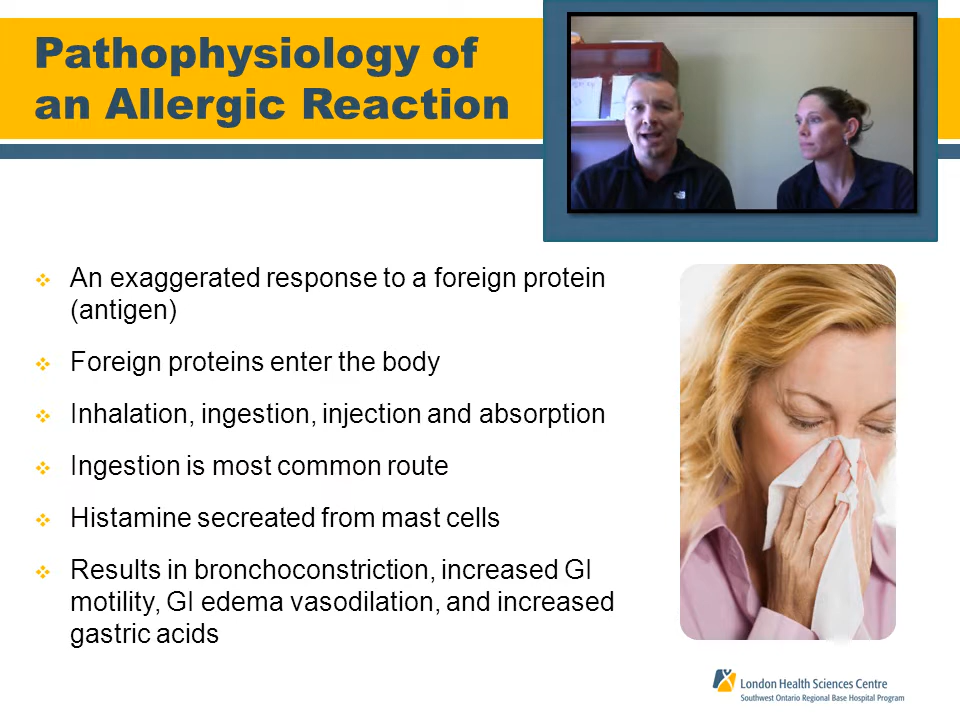 Pathophysiology of
an Allergic Reaction
An exaggerated response to a foreign protein
(antigen)
Foreign proteins enter the body
Inhalation, ingestion, injection and absorption
Ingestion is most common route
Histamine secreated from mast cells
Results in bronchoconstriction, increased GI
motility, GI edema vasodilation, and increased
gastric acids
London Health Sciences Centre
Southwest Ontario Regional Base Hospital Program